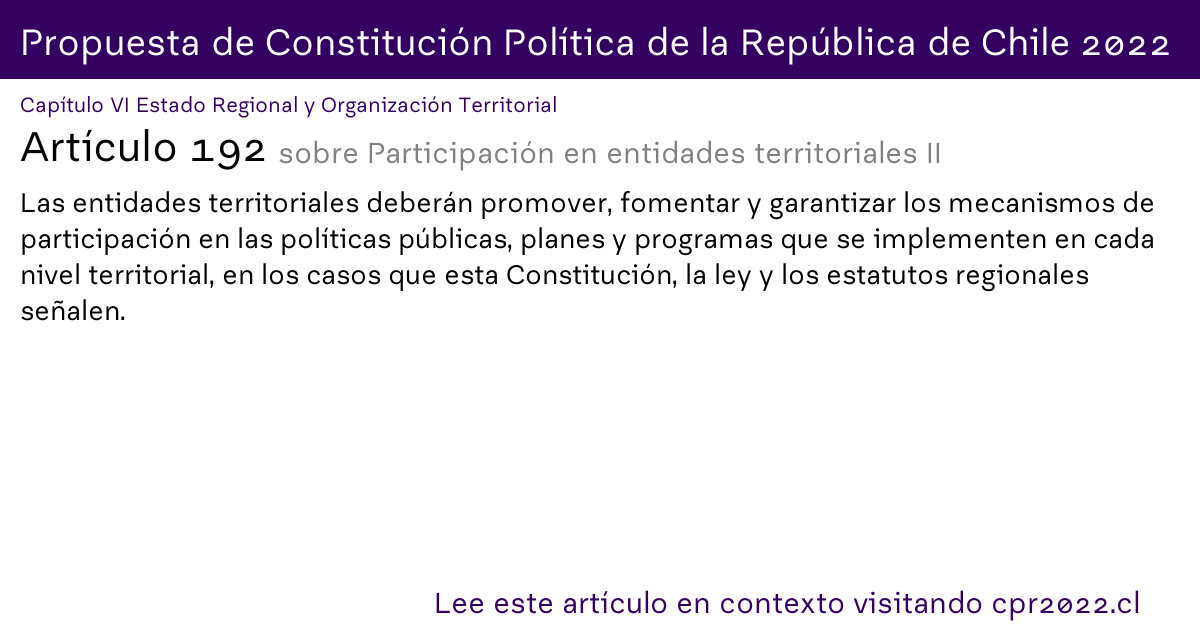 Propuesta de Constitución Política de la República de Chile 2022
Capítulo VI Estado Regional y Organización Territorial
Artículo 192 sobre Participación en entidades territoriales II
Las entidades territoriales deberán promover, fomentar y garantizar los mecanismos de
participación en las políticas públicas, planes y programas que se implementen en cada
nivel territorial, en los casos que esta Constitución, la ley y los estatutos regionales
señalen.
Lee este artículo en contexto visitando cpr2022.cl